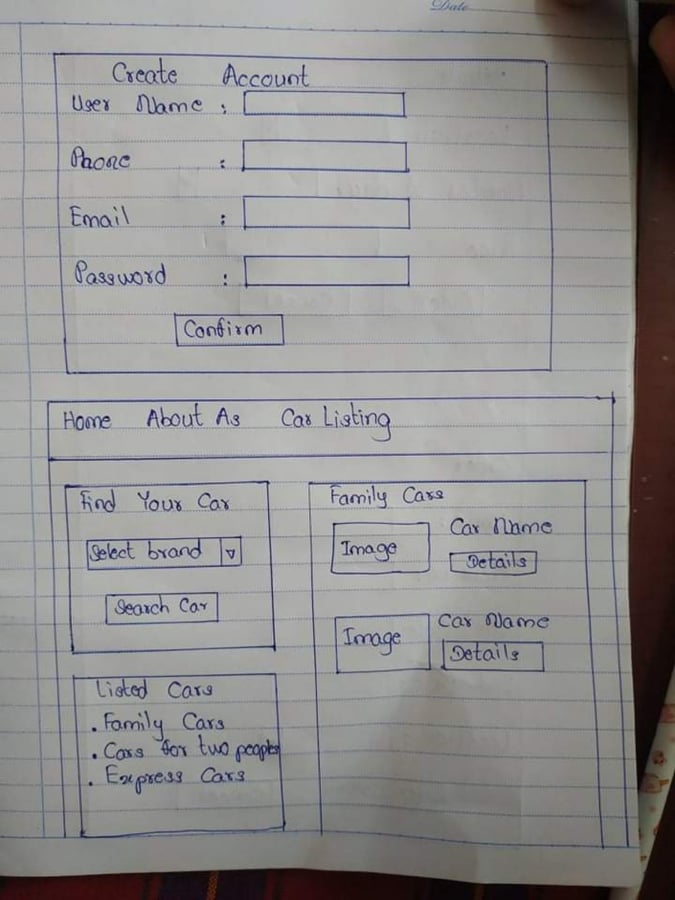 Date
Create Account
User Name :
Phone :
Email :
Password :
Confirm
Home About As Car Listing
Find Your Car
Select brand
Search Car
Listed Cars
. Family Cars
. Cars for two people
. Express Cars
Family Cars
Image
Car Name
Details
Image
Car Name
Details